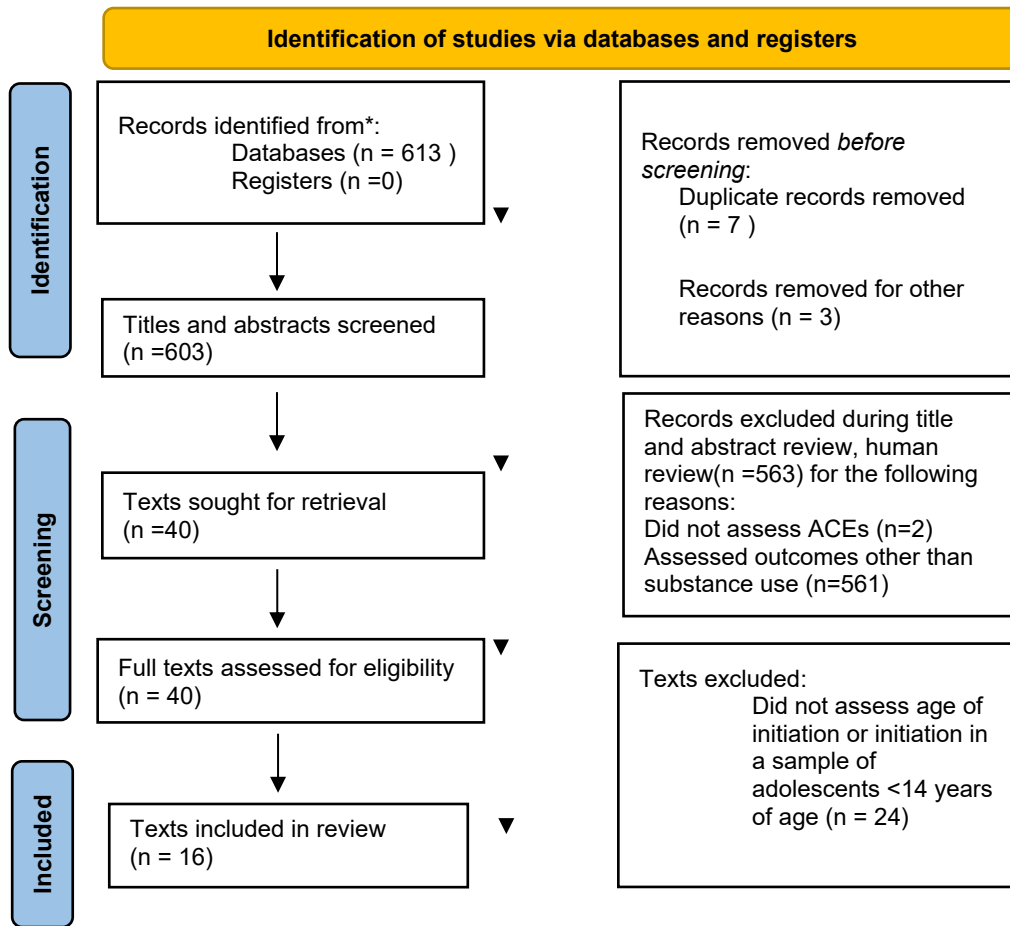 Identification of studies via databases and registers
Identification
Records identified from*:
Databases (n = 613 )
Registers (n =0)
Records removed before
screening:
Duplicate records removed
(n = 7 )
Records removed for other
reasons (n = 3)
Titles and abstracts screened
(n =603)
Screening
Records excluded during title
and abstract review, human
review(n =563) for the following
reasons:
Did not assess ACEs (n=2)
Assessed outcomes other than
substance use (n=561)
Texts sought for retrieval
(n =40)
Full texts assessed for eligibility
(n = 40)
Texts excluded:
Did not assess age of
initiation or initiation in
a sample of
adolescents <14 years
of age (n = 24)
Included
Texts included in review
(n = 16)